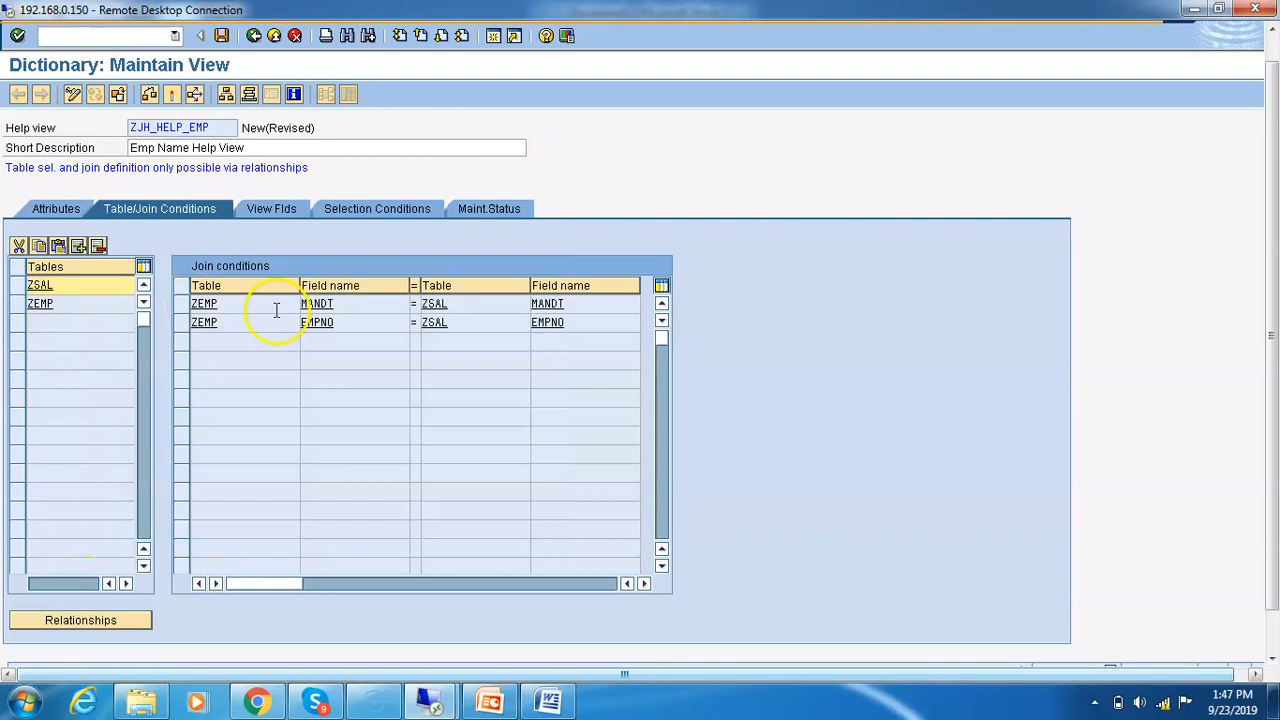 192.168.0.150 - Remote Desktop Connection
Dictionary: Maintain View
Help view ZJH_HELP_EMP New(Revised)
Short Description Emp Name Help View
Table sel. and join definition only possible via relationships
Attributes Table/Join Conditions View Flds Selection Conditions Maint.Status
Tables
ZSAL
ZEMP
Join conditions
Table Field name = Table Field name
ZEMP MANDT = ZSAL MANDT
ZEMP EMPNO = ZSAL EMPNO
Relationships
9
1:47 PM
9/23/2019